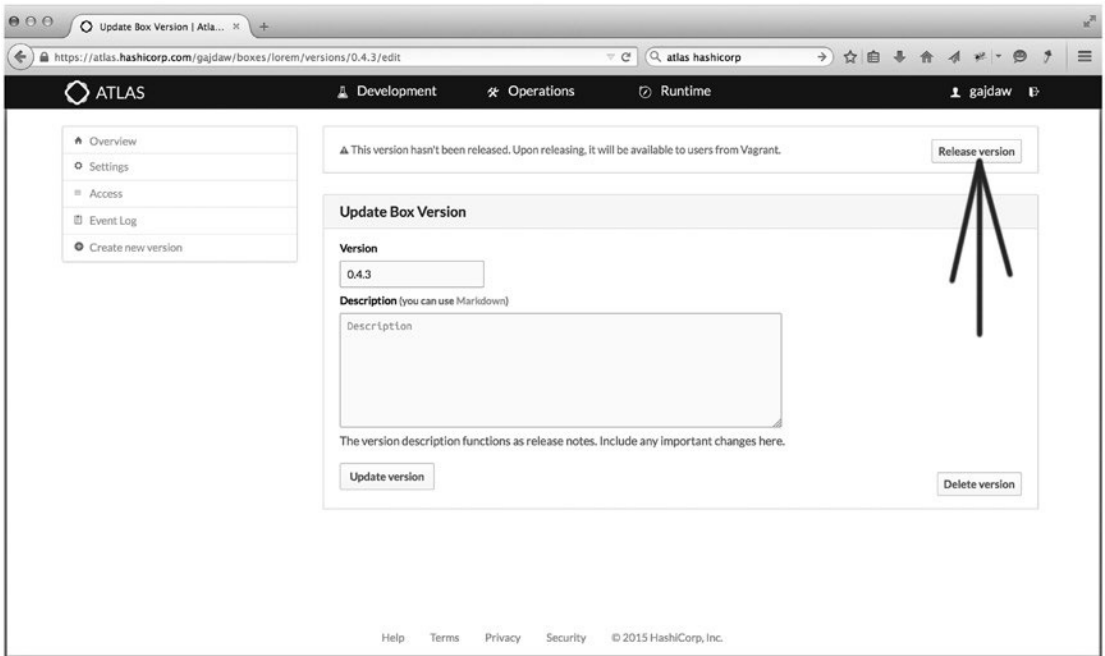 Update Box Version | Atla...
https://atlas.hashicorp.com/gajdaw/boxes/lorem/versions/0.4.3/edit
atlas hashicorp
ATLAS
Development
Operations
Runtime
gajdaw
Overview
Settings
Access
Event Log
Create new version
This version hasn't been released. Upon releasing, it will be available to users from Vagrant.
Release version
Update Box Version
Version
0.4.3
Description (you can use Markdown)
Description
The version description functions as release notes. Include any important changes here.
Update version
Delete version
Help Terms Privacy Security © 2015 HashiCorp, Inc.